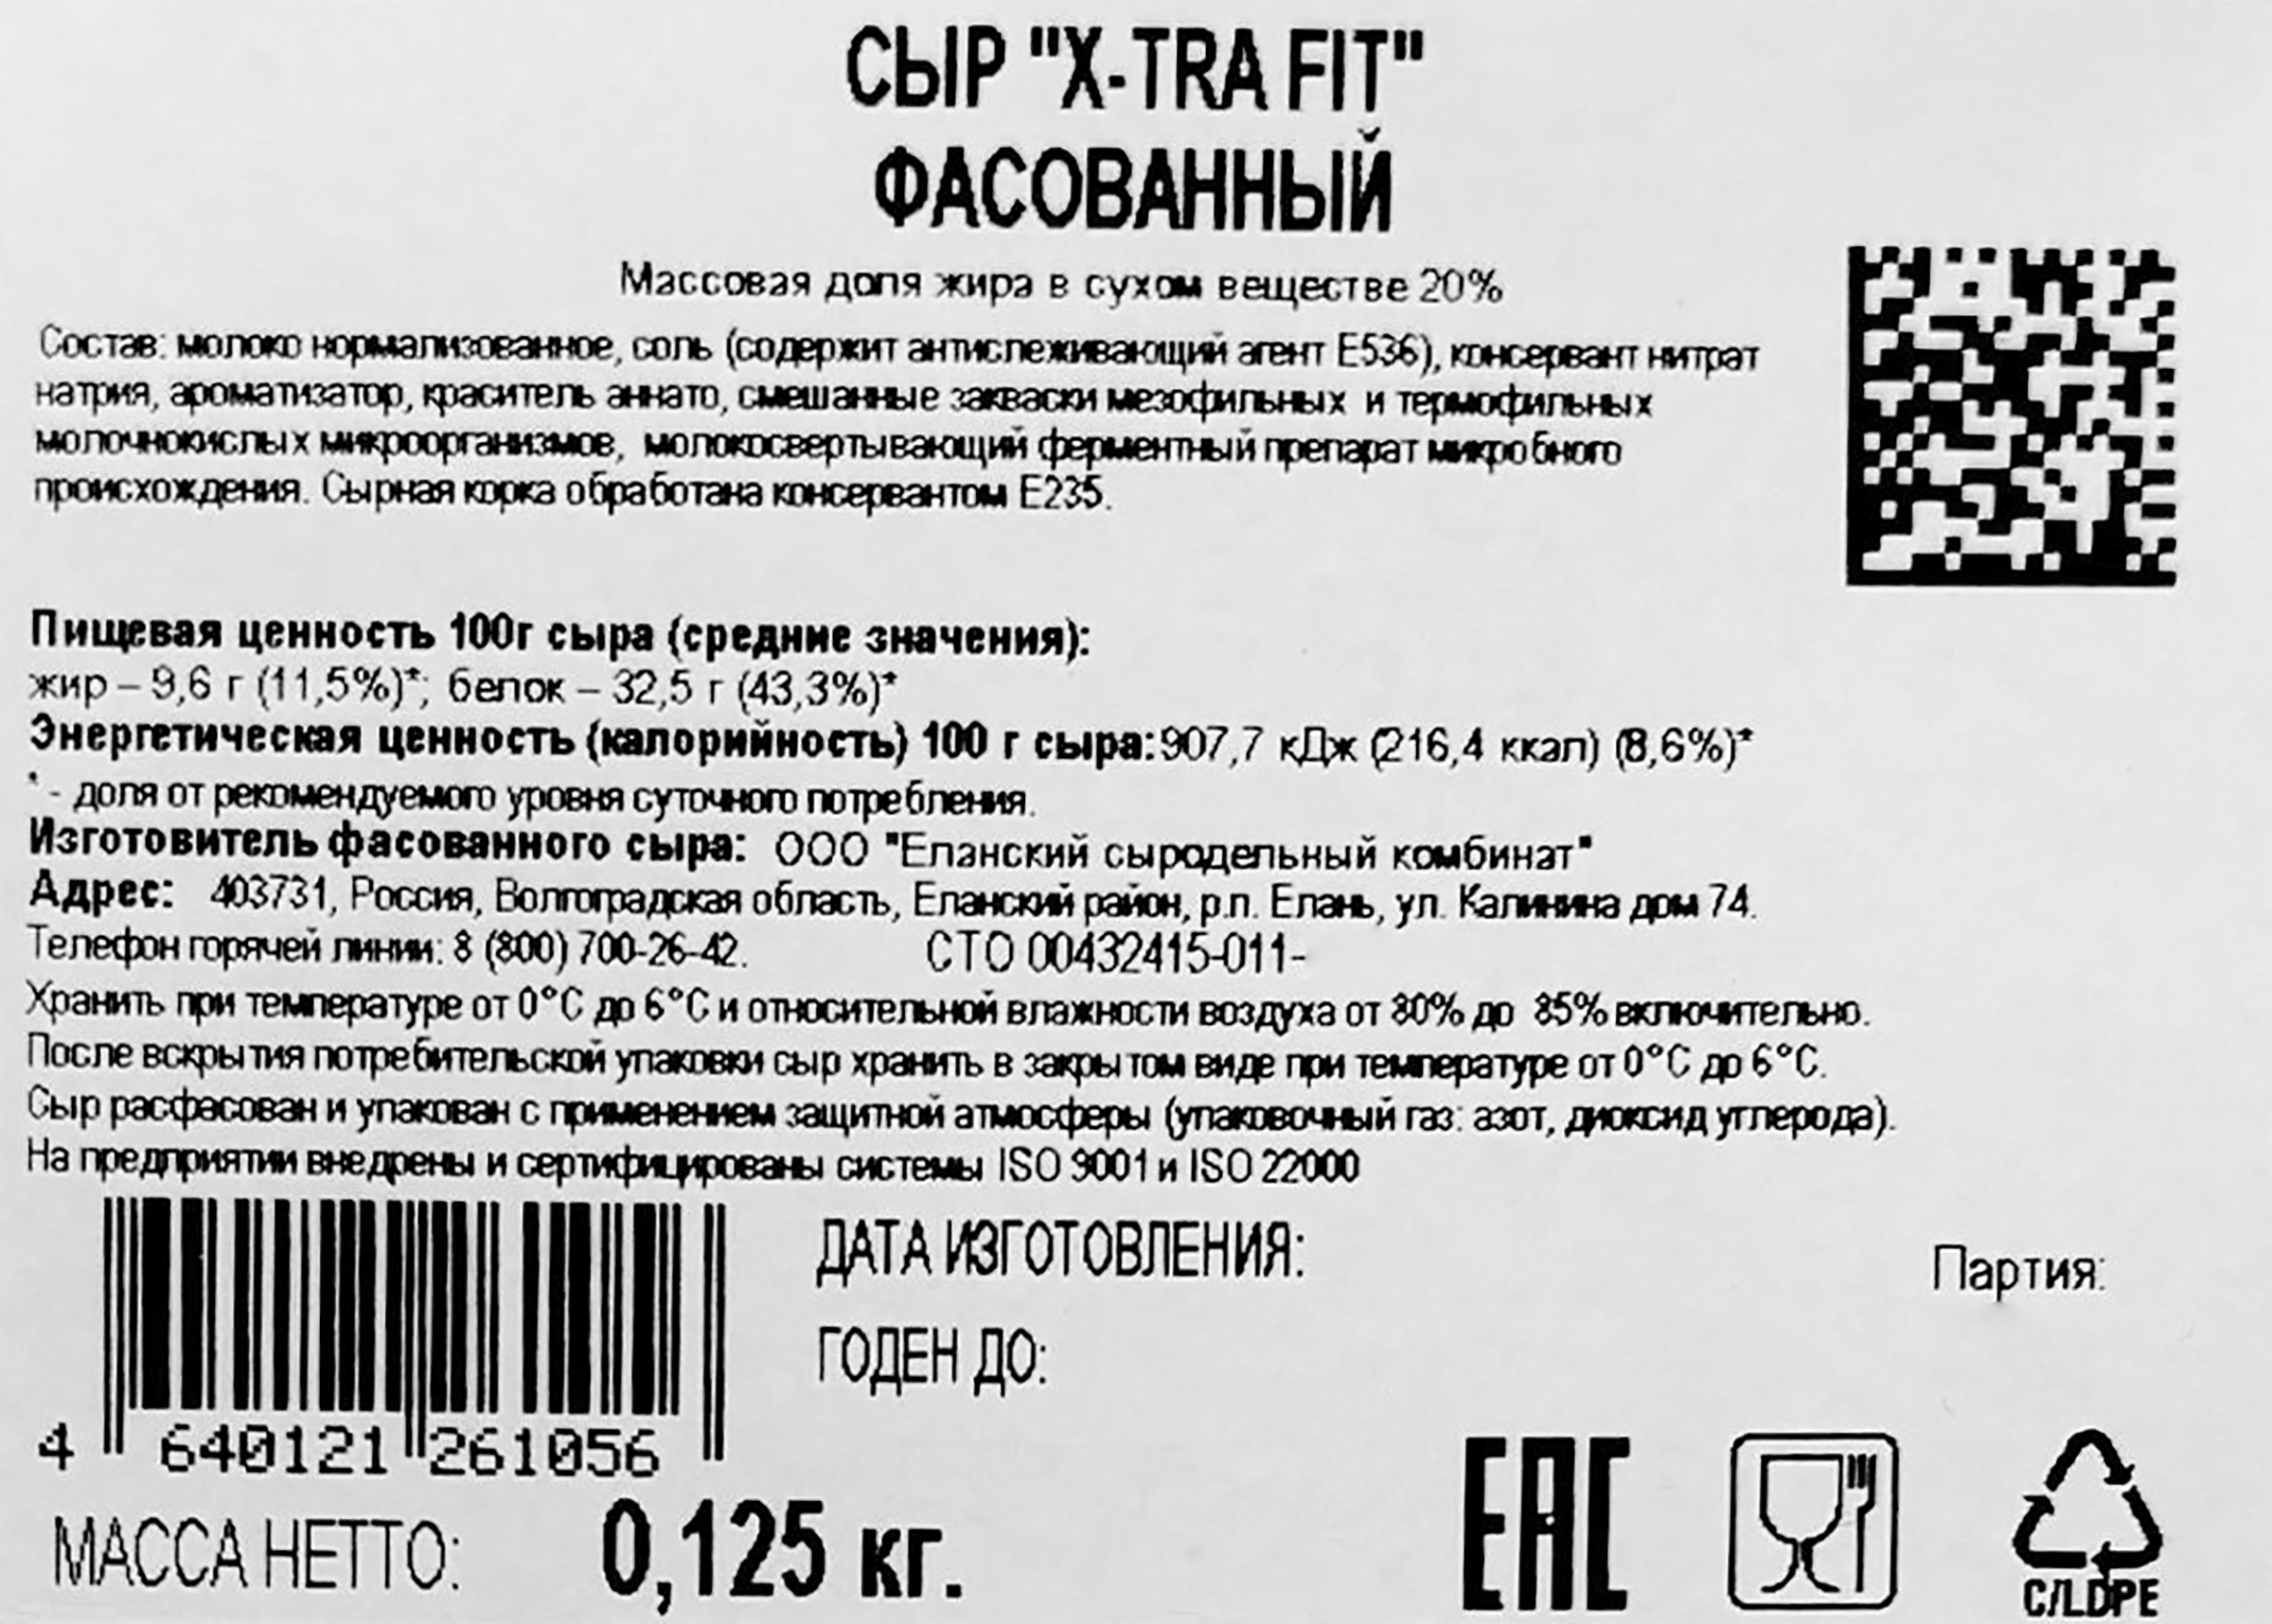 СЫР "X-TRA FIT"
ФАСОВАННЫЙ
Массовая доля жира в сухом веществе 20%
Состав: молоко нормализованное, соль (содержит антислеживающий агент Е536), консервант нитрат
натрия, ароматизатор, краситель аннато, смешанные закваски мезофильных и термофильных
молочнокислых микроорганизмов, молокосвертывающий ферментный препарат микробного
происхождения. Сырная корка обработана консервантом Е235.
Пищевая ценность 100г сыра (средние значения):
жир – 9,6 г (11,5%)*; белок – 32,5 г (43,3%)*
Энергетическая ценность (калорийность) 100 г сыра: 907,7 кДж (216,4 ккал) (8,6%)*
* - доля от рекомендуемого уровня суточного потребления.
Изготовитель фасованного сыра: ООО "Еланский сыродельный комбинат"
Адрес: 403731, Россия, Волгоградская область, Еланский район, р.п. Елань, ул. Калинина дом 74.
Телефон горячей линии: 8 (800) 700-26-42. СТО 00432415-011-
Хранить при температуре от 0°С до 6°С и относительной влажности воздуха от 80% до 85% включительно.
После вскрытия потребительской упаковки сыр хранить в закрытом виде при температуре от 0°С до 6°С.
Сыр расфасован и упакован с применением защитной атмосферы (упаковочный газ: азот, диоксид углерода).
На предприятии внедрены и сертифицированы системы ISO 9001 и ISO 22000
ДАТА ИЗГОТОВЛЕНИЯ:
Партия:
ГОДЕН ДО:
4 640121 261056
МАССА НЕТТО: 0,125 кг.
EAC
C/LDPE